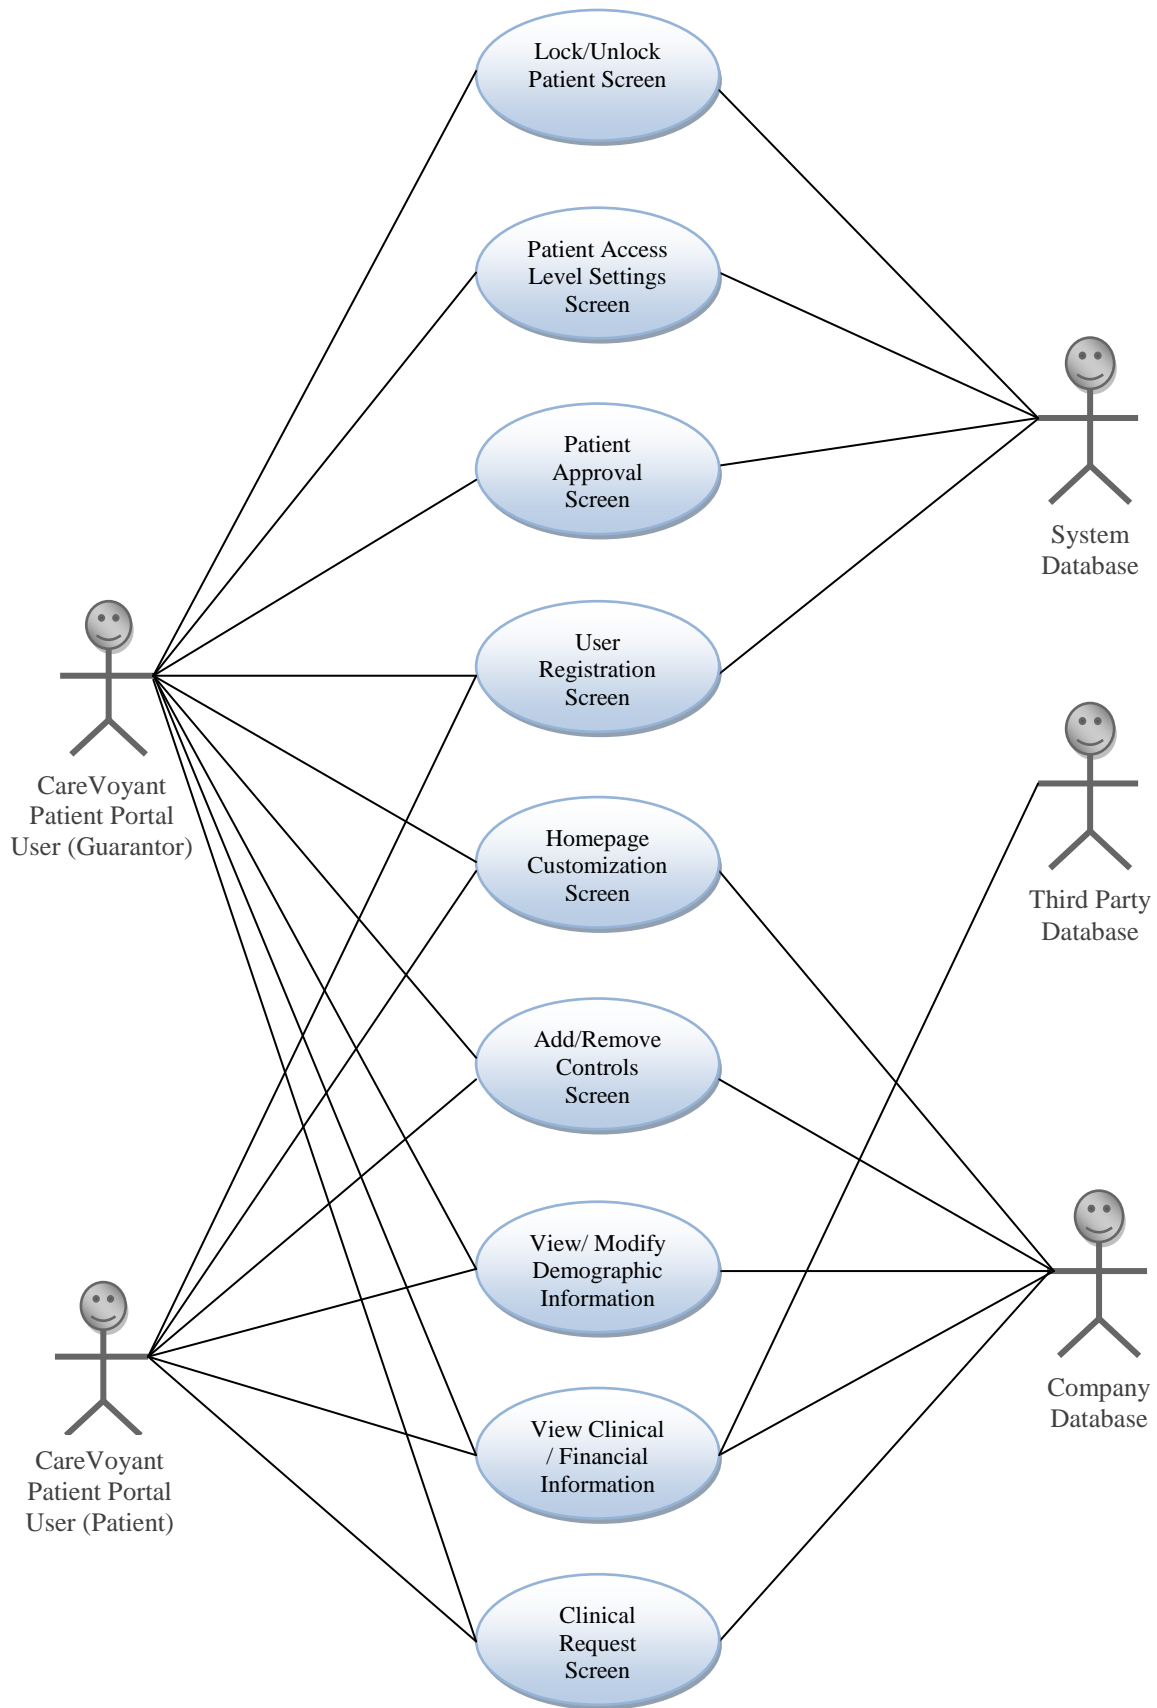 Lock/Unlock
Patient Screen
Patient Access
Level Settings
Screen
Patient
Approval
Screen
System
Database
User
Registration
Screen
CareVoyant
Patient Portal
User (Guarantor)
Homepage
Customization
Screen
Third Party
Database
Add/Remove
Controls
Screen
View/ Modify
Demographic
Information
Company
Database
View Clinical
/ Financial
Information
CareVoyant
Patient Portal
User (Patient)
Clinical
Request
Screen